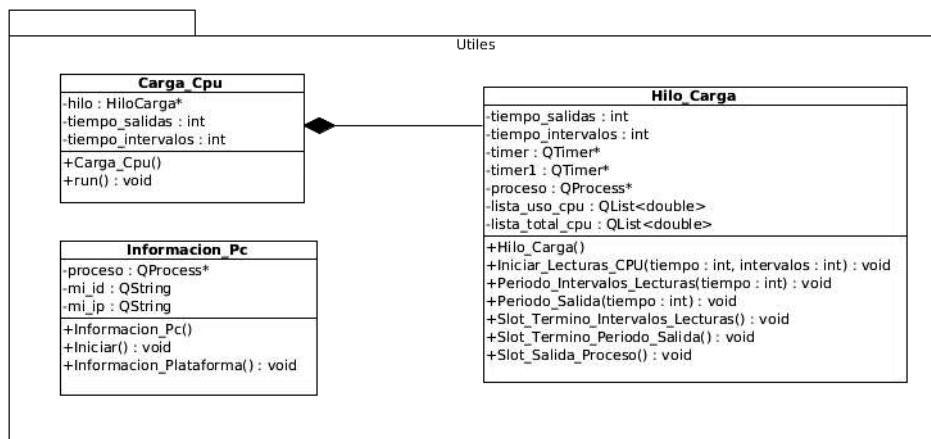 Utiles
Carga_Cpu
-hilo : HiloCarga*
-tiempo_salidas : int
-tiempo_intervalos : int
+Carga_Cpu()
+run() : void
Informacion_Pc
-proceso : QProcess*
-mi_id : QString
-mi_ip : QString
+Informacion_Pc()
+Iniciar() : void
+Informacion_Plataforma() : void
Hilo_Carga
-tiempo_salidas : int
-tiempo_intervalos : int
-timer : QTimer*
-timer1 : QTimer*
-proceso : QProcess*
-lista_uso_cpu : QList<double>
-lista_total_cpu : QList<double>
+Hilo_Carga()
+Iniciar_Lecturas_CPU(tiempo : int, intervalos : int) : void
+Periodo_Intervalos_Lecturas(tiempo : int) : void
+Periodo_Salida(tiempo : int) : void
+Slot_Termino_Intervalos_Lecturas() : void
+Slot_Termino_Periodo_Salida() : void
+Slot_Salida_Proceso() : void